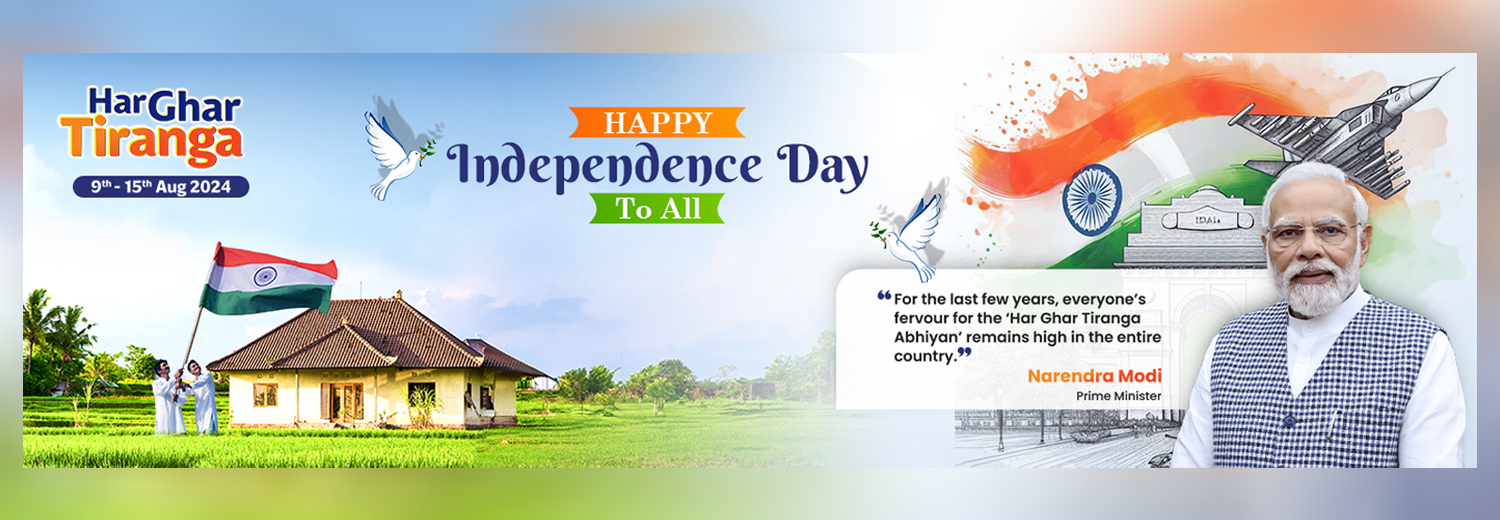 Har Ghar
Tiranga
9th - 15th Aug 2024
HAPPY
Independence Day
To All
“For the last few years, everyone’s
fervour for the ‘Har Ghar Tiranga
Abhiyan’ remains high in the entire
country.”
Narendra Modi
Prime Minister